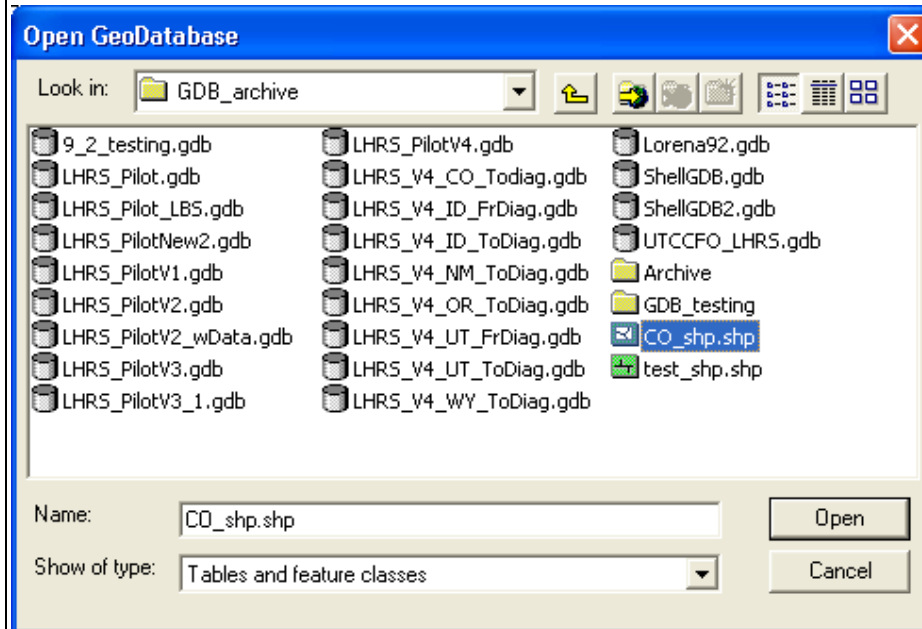 Open GeoDatabase
Look in: GDB_archive
9_2_testing.gdb
LHRS_Pilot.gdb
LHRS_Pilot_LBS.gdb
LHRS_PilotNew2.gdb
LHRS_PilotV1.gdb
LHRS_PilotV2.gdb
LHRS_PilotV2_wData.gdb
LHRS_PilotV3.gdb
LHRS_PilotV3_1.gdb
LHRS_PilotV4.gdb
LHRS_V4_CO_Todiag.gdb
LHRS_V4_ID_FrDiag.gdb
LHRS_V4_ID_ToDiag.gdb
LHRS_V4_NM_ToDiag.gdb
LHRS_V4_OR_ToDiag.gdb
LHRS_V4_UT_FrDiag.gdb
LHRS_V4_UT_ToDiag.gdb
LHRS_V4_WY_ToDiag.gdb
Lorena92.gdb
ShellGDB.gdb
ShellGDB2.gdb
UTCCFO_LHRS.gdb
Archive
GDB_testing
CO_shp.shp
test_shp.shp
Name: CO_shp.shp Open
Show of type: Tables and feature classes Cancel